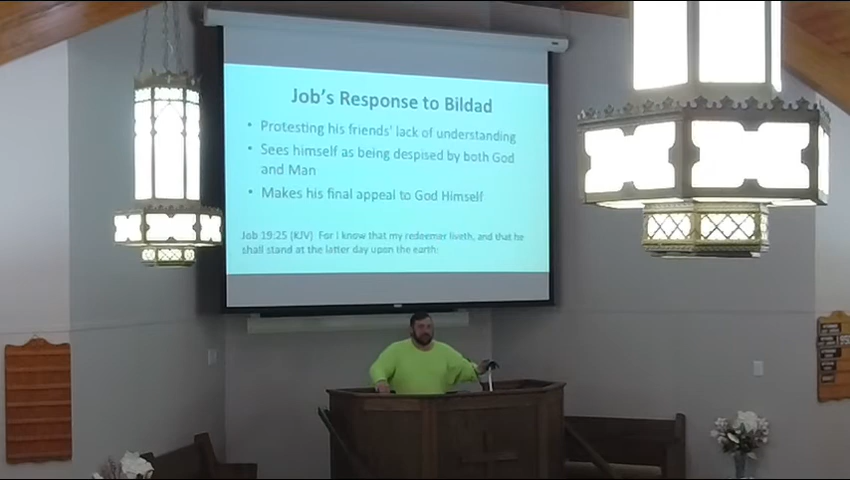 Job's Response to Bildad
• Protesting his friends' lack of understanding
• Sees himself as being despised by both God
and Man
• Makes his final appeal to God Himself
Job 19:25 (KJV) For I know that my redeemer liveth, and that he
shall stand at the latter day upon the earth: